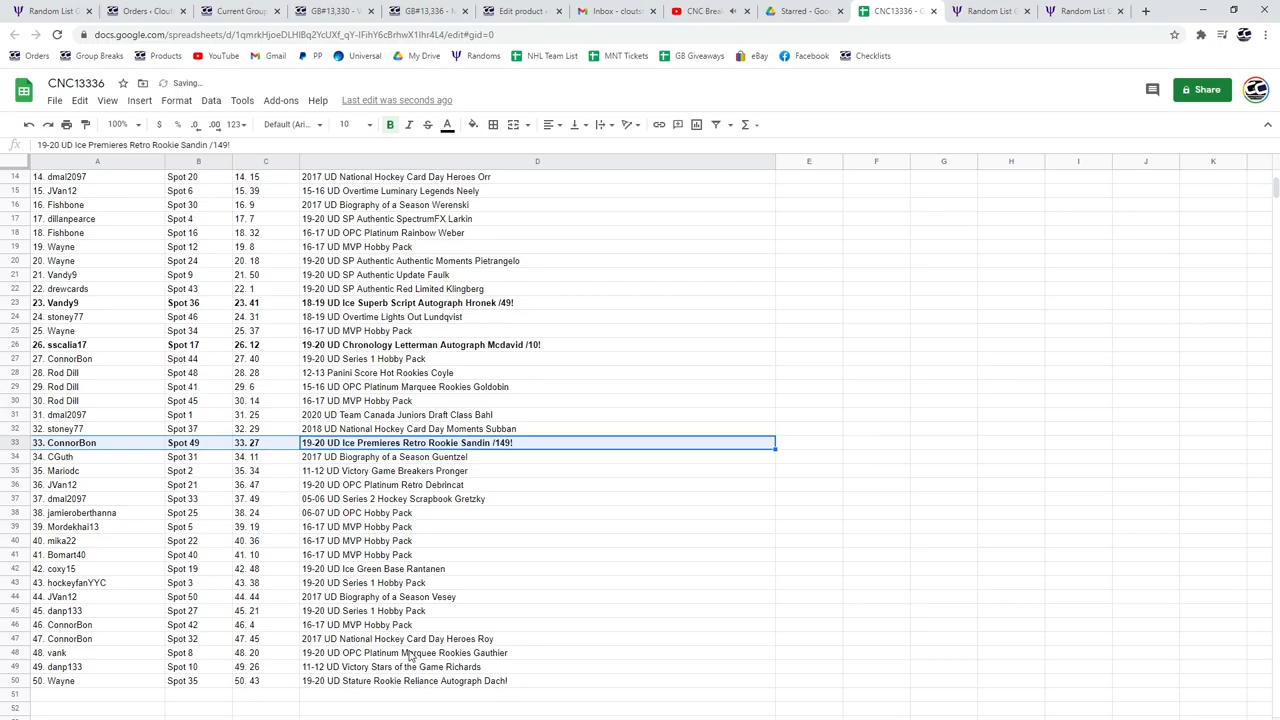 Random List G
Orders ‹ Clout
Current Group
GB#13,330 - V
GB#13,336 - M
Edit product ‹
Inbox - clouts
CNC Brea
Starred - Goo
CNC13336 - G
Random List G
Random List G
docs.google.com/spreadsheets/d/1qmrkHjoeDLHlBq2YcUXf_qY-lFihY6cBrhwX1lhr4L4/edit#gid=0
Orders Group Breaks Products YouTube Gmail PP Universal My Drive Randoms NHL Team List MNT Tickets GB Giveaways eBay Facebook Checklists
CNC13336 Saving...
File Edit View Insert Format Data Tools Add-ons Help Last edit was seconds ago
Share
100% $ % .0 .00 123 Default (Ari... 10 B I S A
fx 19-20 UD Ice Premieres Retro Rookie Sandin /149!
A B C D E F G H I J K
14 14. dmal2097 Spot 20 14. 15 2017 UD National Hockey Card Day Heroes Orr
15 15. JVan12 Spot 6 15. 39 15-16 UD Overtime Luminary Legends Neely
16 16. Fishbone Spot 30 16. 9 2017 UD Biography of a Season Werenski
17 17. dillanpearce Spot 4 17. 7 19-20 UD SP Authentic SpectrumFX Larkin
18 18. Fishbone Spot 16 18. 32 16-17 UD OPC Platinum Rainbow Weber
19 19. Wayne Spot 12 19. 8 16-17 UD MVP Hobby Pack
20 20. Wayne Spot 24 20. 18 19-20 UD SP Authentic Authentic Moments Pietrangelo
21 21. Vandy9 Spot 9 21. 50 19-20 UD SP Authentic Update Faulk
22 22. drewcards Spot 43 22. 1 19-20 UD SP Authentic Red Limited Klingberg
23 23. Vandy9 Spot 36 23. 41 18-19 UD Ice Superb Script Autograph Hronek /49!
24 24. stoney77 Spot 46 24. 31 18-19 UD Overtime Lights Out Lundqvist
25 25. Wayne Spot 34 25. 37 16-17 UD MVP Hobby Pack
26 26. sscalia17 Spot 17 26. 12 19-20 UD Chronology Letterman Autograph Mcdavid /10!
27 27. ConnorBon Spot 44 27. 40 19-20 UD Series 1 Hobby Pack
28 28. Rod Dill Spot 48 28. 28 12-13 Panini Score Hot Rookies Coyle
29 29. Rod Dill Spot 41 29. 6 15-16 UD OPC Platinum Marquee Rookies Goldobin
30 30. Rod Dill Spot 45 30. 14 16-17 UD MVP Hobby Pack
31 31. dmal2097 Spot 1 31. 25 2020 UD Team Canada Juniors Draft Class Bahl
32 32. stoney77 Spot 37 32. 29 2018 UD National Hockey Card Day Moments Subban
33 33. ConnorBon Spot 49 33. 27 19-20 UD Ice Premieres Retro Rookie Sandin /149!
34 34. CGuth Spot 31 34. 11 2017 UD Biography of a Season Guentzel
35 35. Mariodc Spot 2 35. 34 11-12 UD Victory Game Breakers Pronger
36 36. JVan12 Spot 21 36. 47 19-20 UD OPC Platinum Retro Debrincat
37 37. dmal2097 Spot 33 37. 49 05-06 UD Series 2 Hockey Scrapbook Gretzky
38 38. jamieroberthanna Spot 25 38. 24 06-07 UD OPC Hobby Pack
39 39. Mordekhai13 Spot 5 39. 19 16-17 UD MVP Hobby Pack
40 40. mika22 Spot 22 40. 36 16-17 UD MVP Hobby Pack
41 41. Bomart40 Spot 40 41. 10 16-17 UD MVP Hobby Pack
42 42. coxy15 Spot 19 42. 48 19-20 UD Ice Green Base Rantanen
43 43. hockeyfanYYC Spot 3 43. 38 19-20 UD Series 1 Hobby Pack
44 44. JVan12 Spot 50 44. 44 2017 UD Biography of a Season Vesey
45 45. danp133 Spot 27 45. 21 19-20 UD Series 1 Hobby Pack
46 46. ConnorBon Spot 42 46. 4 16-17 UD MVP Hobby Pack
47 47. ConnorBon Spot 32 47. 45 2017 UD National Hockey Card Day Heroes Roy
48 48. vank Spot 8 48. 20 19-20 UD OPC Platinum Marquee Rookies Gauthier
49 49. danp133 Spot 10 49. 26 11-12 UD Victory Stars of the Game Richards
50 50. Wayne Spot 35 50. 43 19-20 UD Stature Rookie Reliance Autograph Dach!
51
52